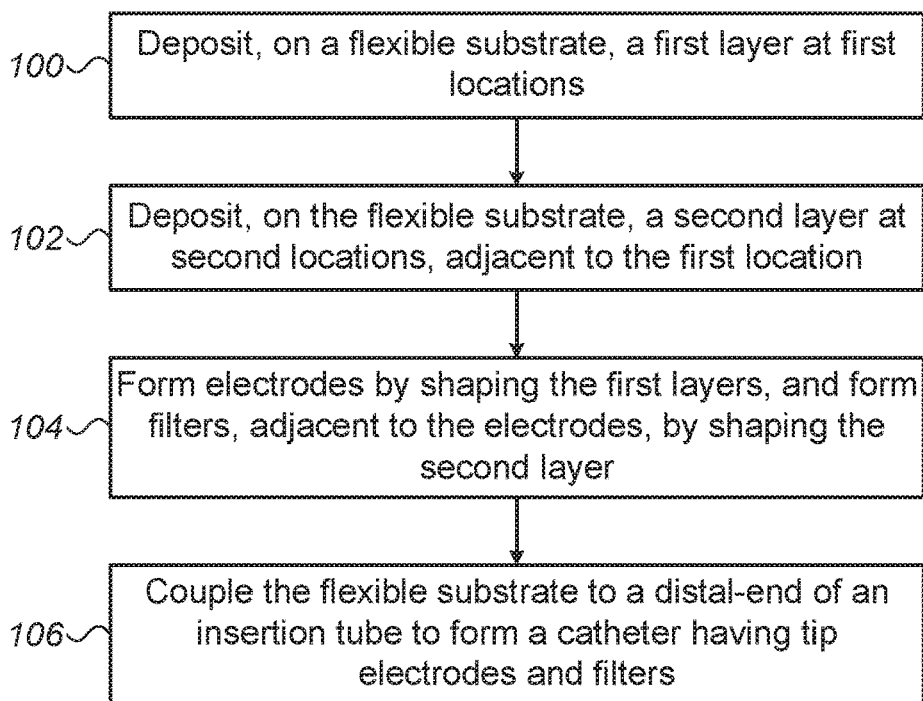 100
Deposit, on a flexible substrate, a first layer at first
locations
102
Deposit, on the flexible substrate, a second layer at
second locations, adjacent to the first location
104
Form electrodes by shaping the first layers, and form
filters, adjacent to the electrodes, by shaping the
second layer
106
Couple the flexible substrate to a distal-end of an
insertion tube to form a catheter having tip
electrodes and filters